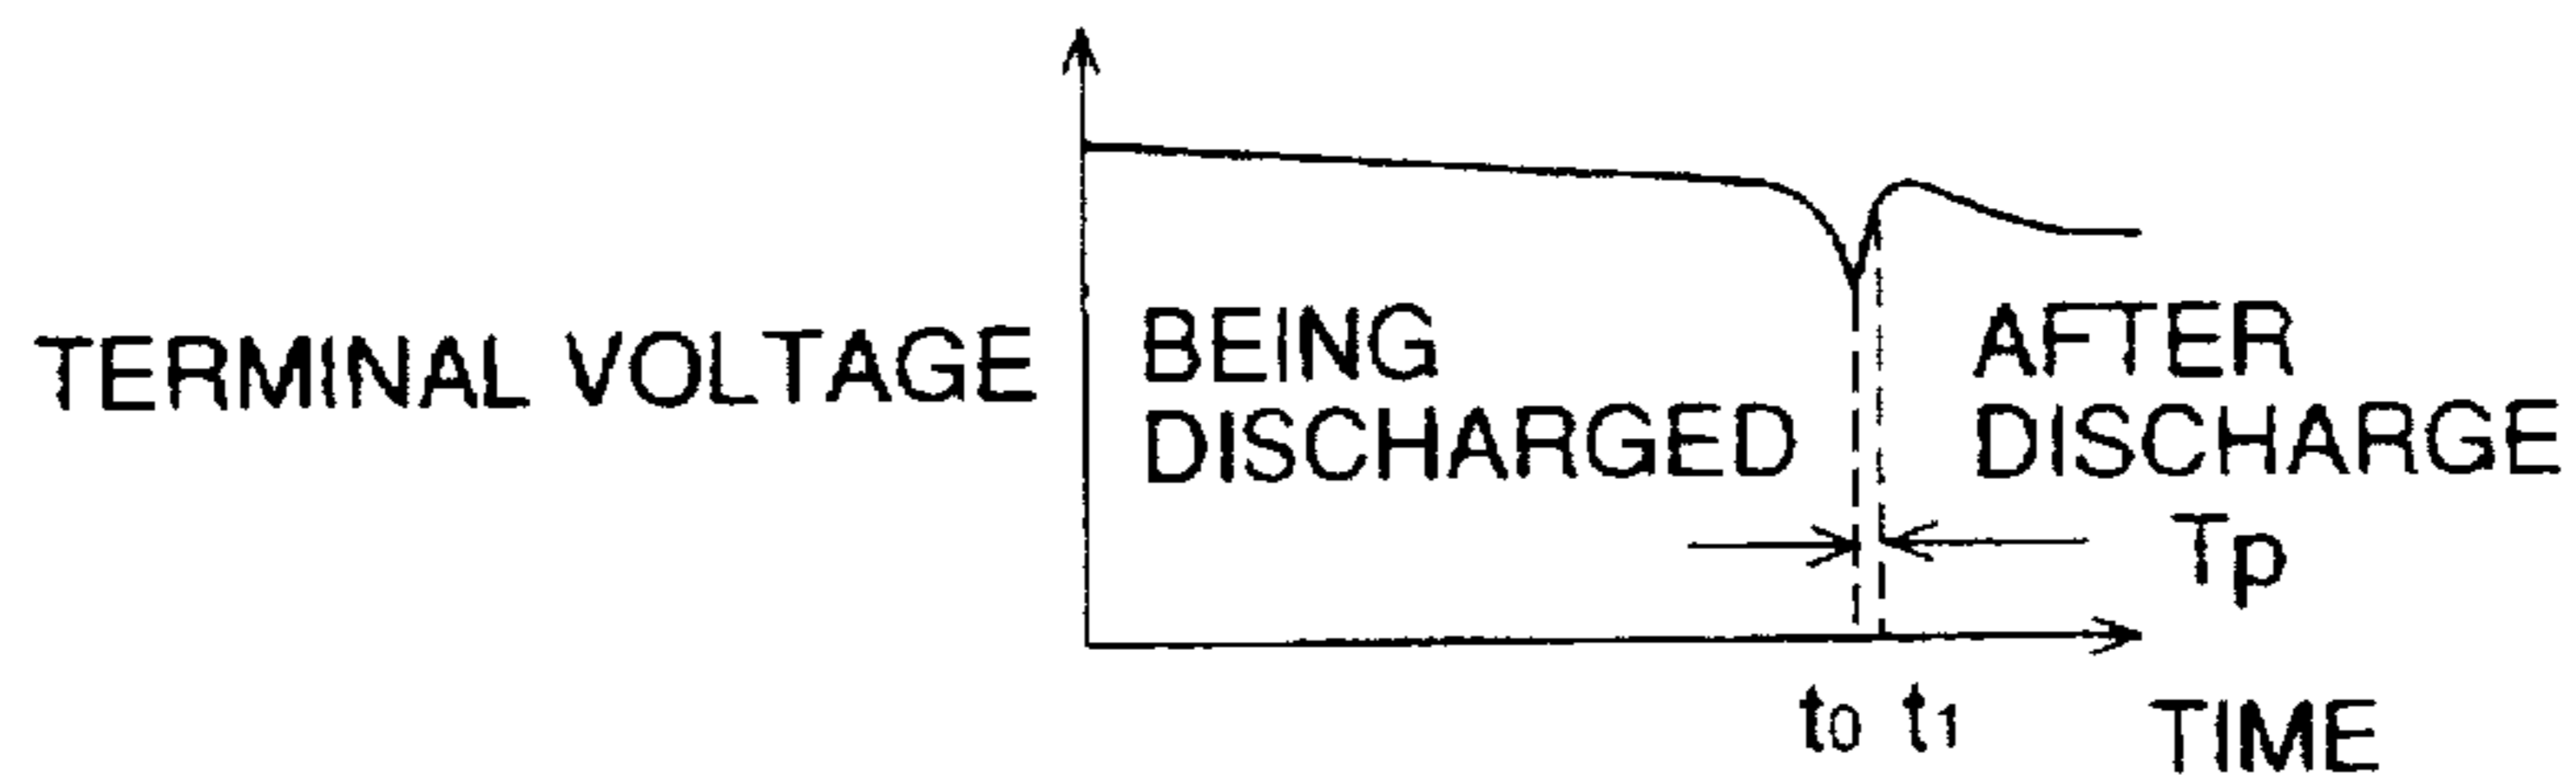 TERMINAL VOLTAGE
BEING
DISCHARGED
AFTER
DISCHARGE
Tp
t0 t1
TIME